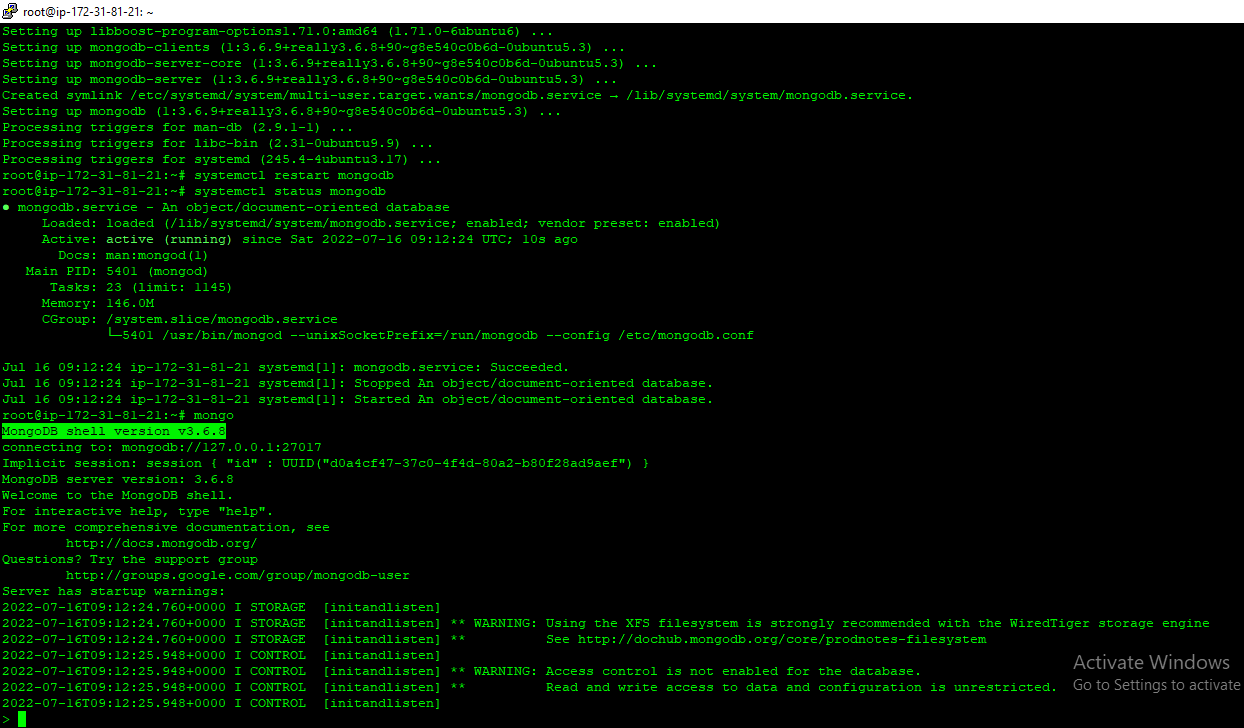 root@ip-172-31-81-21: ~
Setting up libboost-program-options1.71.0:amd64 (1.71.0-6ubuntu6) ...
Setting up mongodb-clients (1:3.6.9+really3.6.8+90~g8e540c0b6d-0ubuntu5.3) ...
Setting up mongodb-server-core (1:3.6.9+really3.6.8+90~g8e540c0b6d-0ubuntu5.3) ...
Setting up mongodb-server (1:3.6.9+really3.6.8+90~g8e540c0b6d-0ubuntu5.3) ...
Created symlink /etc/systemd/system/multi-user.target.wants/mongodb.service → /lib/systemd/system/mongodb.service.
Setting up mongodb (1:3.6.9+really3.6.8+90~g8e540c0b6d-0ubuntu5.3) ...
Processing triggers for man-db (2.9.1-1) ...
Processing triggers for libc-bin (2.31-0ubuntu9.9) ...
Processing triggers for systemd (245.4-4ubuntu3.17) ...
root@ip-172-31-81-21:~# systemctl restart mongodb
root@ip-172-31-81-21:~# systemctl status mongodb
● mongodb.service - An object/document-oriented database
     Loaded: loaded (/lib/systemd/system/mongodb.service; enabled; vendor preset: enabled)
     Active: active (running) since Sat 2022-07-16 09:12:24 UTC; 10s ago
       Docs: man:mongod(1)
   Main PID: 5401 (mongod)
      Tasks: 23 (limit: 1145)
     Memory: 146.0M
     CGroup: /system.slice/mongodb.service
             └─5401 /usr/bin/mongod --unixSocketPrefix=/run/mongodb --config /etc/mongodb.conf
Jul 16 09:12:24 ip-172-31-81-21 systemd[1]: mongodb.service: Succeeded.
Jul 16 09:12:24 ip-172-31-81-21 systemd[1]: Stopped An object/document-oriented database.
Jul 16 09:12:24 ip-172-31-81-21 systemd[1]: Started An object/document-oriented database.
root@ip-172-31-81-21:~# mongo
MongoDB shell version v3.6.8
connecting to: mongodb://127.0.0.1:27017
Implicit session: session { "id" : UUID("d0a4cf47-37c0-4f4d-80a2-b80f28ad9aef") }
MongoDB server version: 3.6.8
Welcome to the MongoDB shell.
For interactive help, type "help".
For more comprehensive documentation, see
        http://docs.mongodb.org/
Questions? Try the support group
        http://groups.google.com/group/mongodb-user
Server has startup warnings:
2022-07-16T09:12:24.760+0000 I STORAGE  [initandlisten]
2022-07-16T09:12:24.760+0000 I STORAGE  [initandlisten] ** WARNING: Using the XFS filesystem is strongly recommended with the WiredTiger storage engine
2022-07-16T09:12:24.760+0000 I STORAGE  [initandlisten] **          See http://dochub.mongodb.org/core/prodnotes-filesystem
2022-07-16T09:12:25.948+0000 I CONTROL  [initandlisten]
2022-07-16T09:12:25.948+0000 I CONTROL  [initandlisten] ** WARNING: Access control is not enabled for the database.
2022-07-16T09:12:25.948+0000 I CONTROL  [initandlisten] **          Read and write access to data and configuration is unrestricted.
2022-07-16T09:12:25.948+0000 I CONTROL  [initandlisten]
>
Activate Windows
Go to Settings to activate